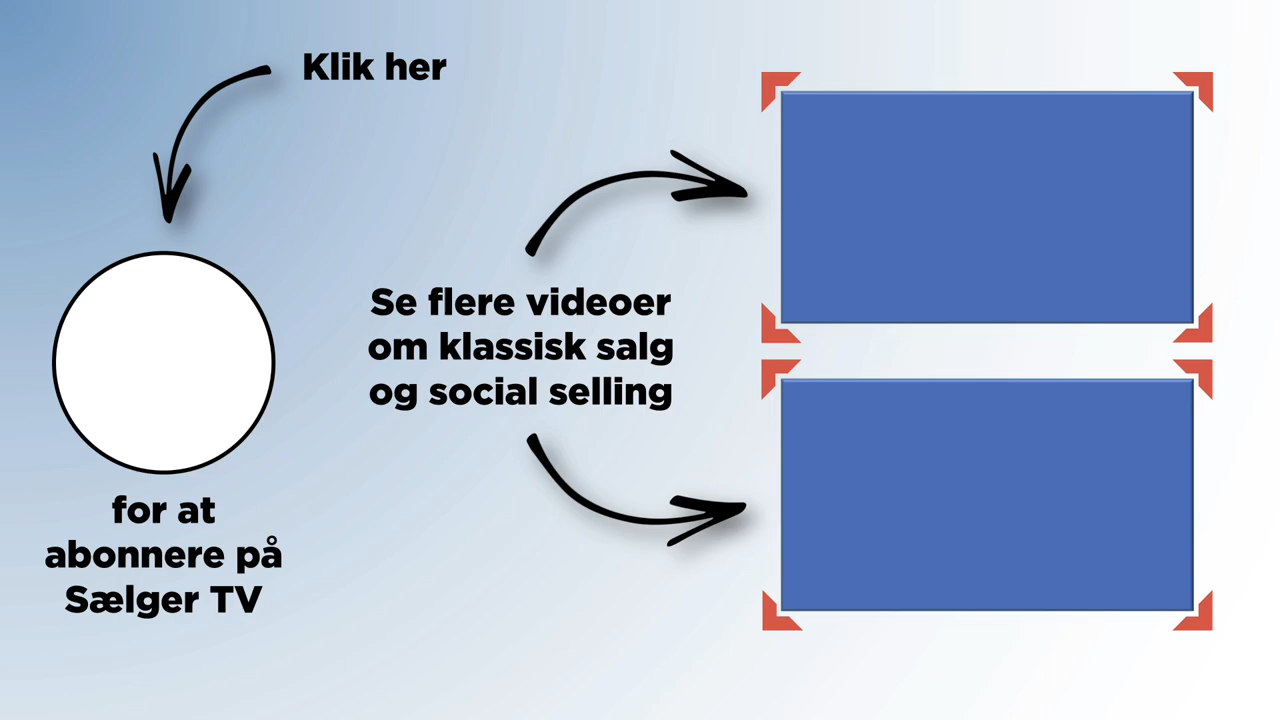 Klik her
for at
abonnere på
Sælger TV
Se flere videoer
om klassisk salg
og social selling